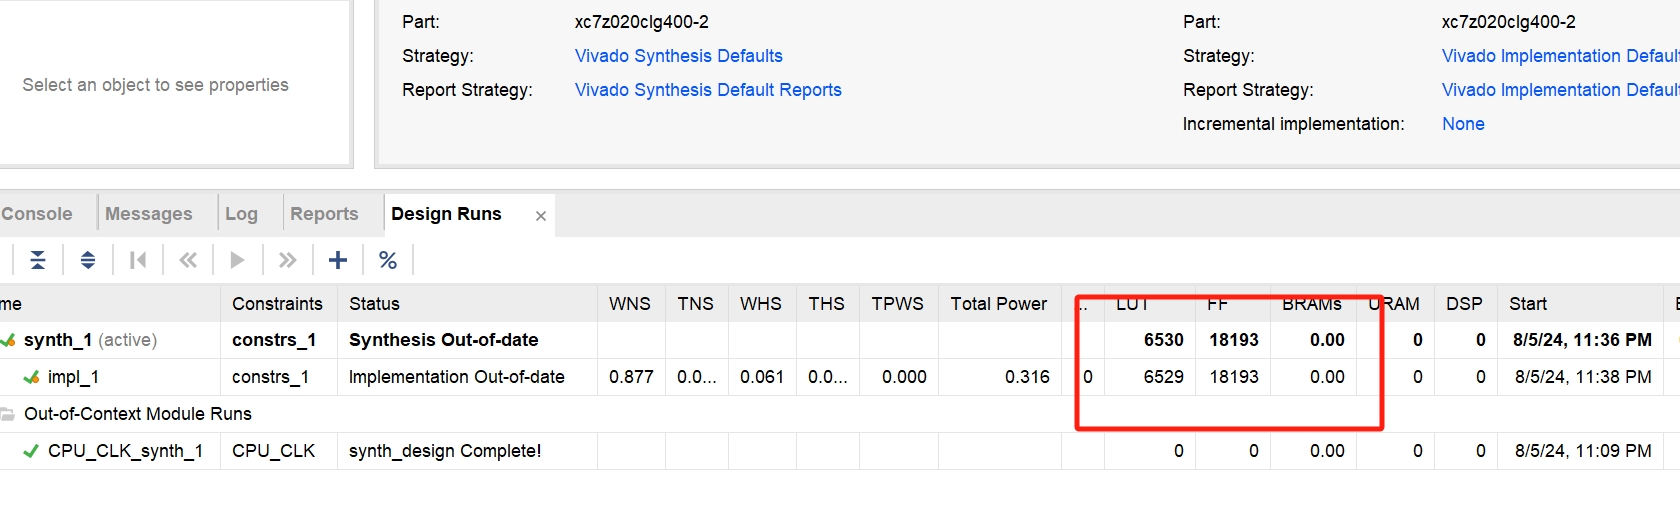 Part: xc7z020clg400-2 Part: xc7z020clg400-2
Strategy: Vivado Synthesis Defaults Strategy: Vivado Implementation Defaul
Select an object to see properties
Report Strategy: Vivado Synthesis Default Reports Report Strategy: Vivado Implementation Defaul
Incremental implementation: None
Console Messages Log Reports Design Runs ×
me Constraints Status WNS TNS WHS THS TPWS Total Power .. LUT FF BRAMs URAM DSP Start E
synth_1 (active) constrs_1 Synthesis Out-of-date 6530 18193 0.00 0 0 8/5/24, 11:36 PM
impl_1 constrs_1 Implementation Out-of-date 0.877 0.0... 0.061 0.0... 0.000 0.316 0 6529 18193 0.00 0 0 8/5/24, 11:38 PM
Out-of-Context Module Runs
CPU_CLK_synth_1 CPU_CLK synth_design Complete! 0 0 0.00 0 0 8/5/24, 11:09 PM